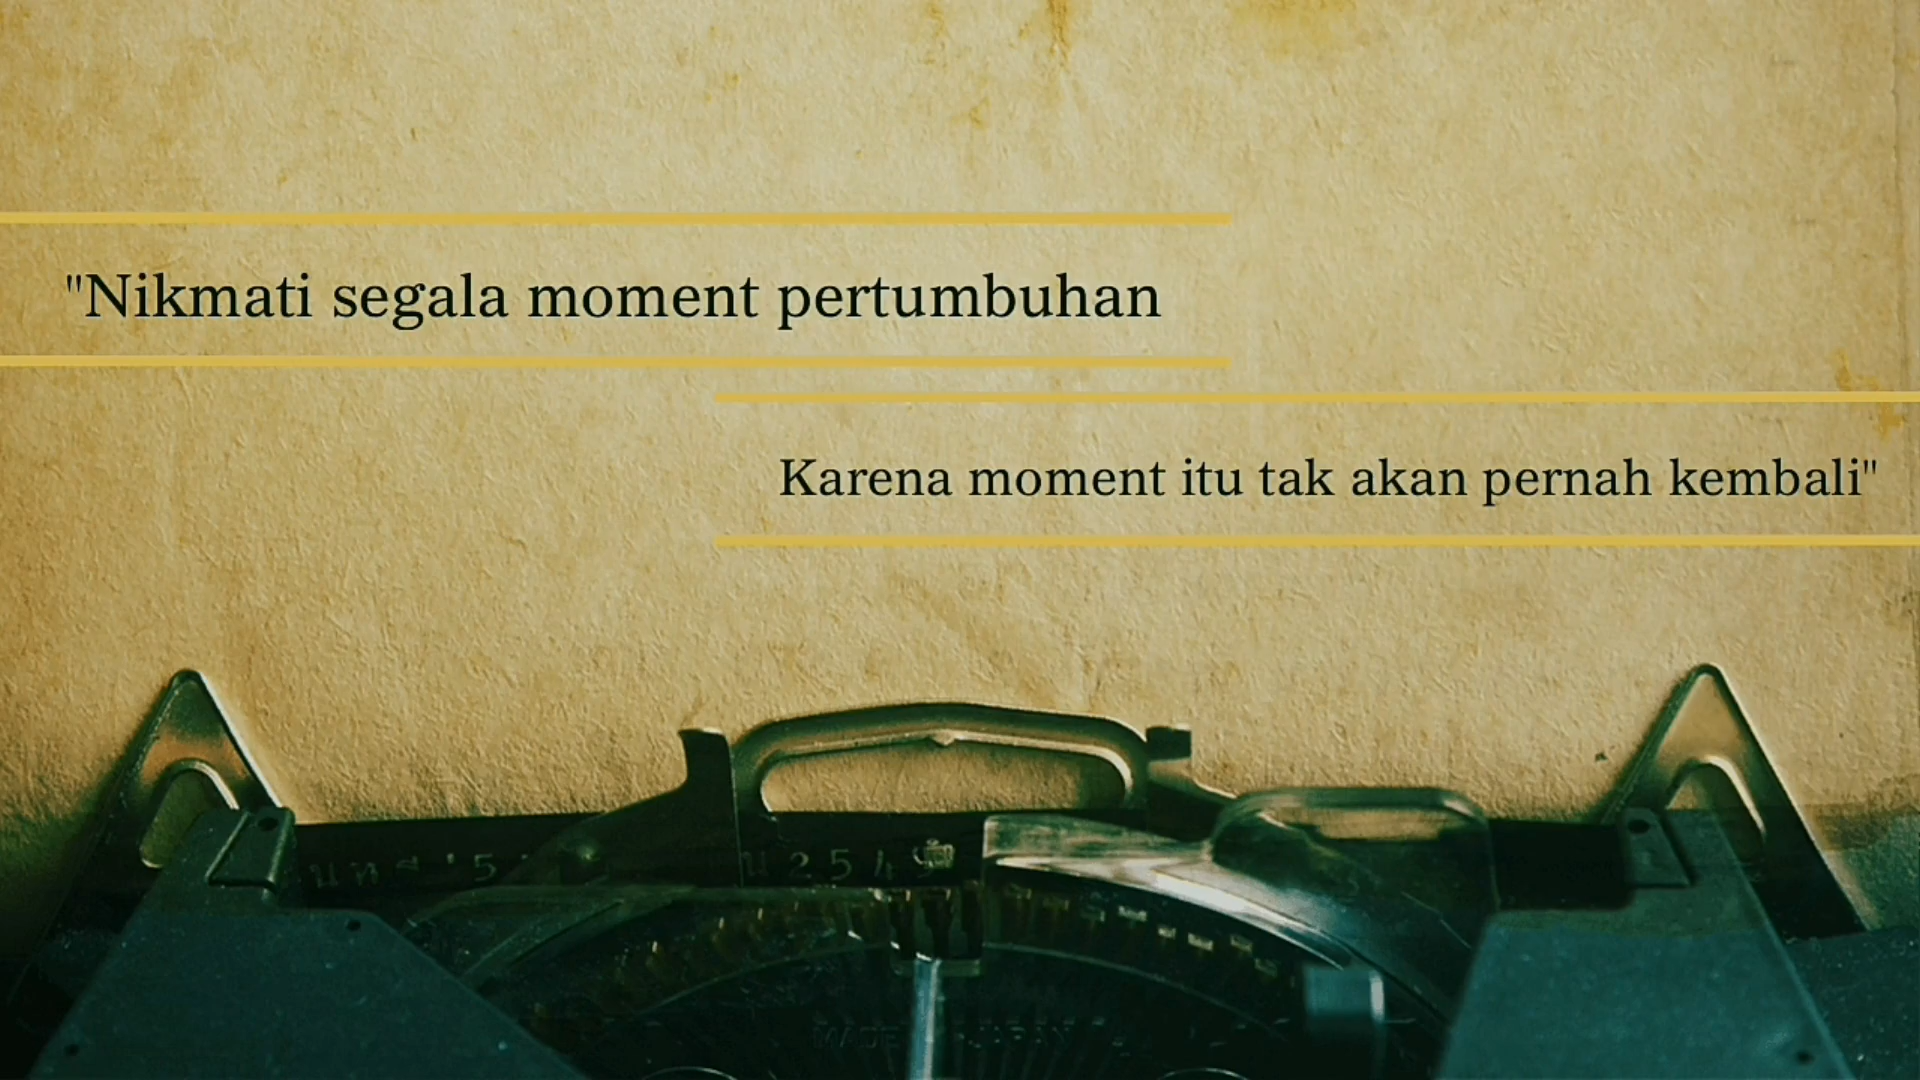 "Nikmati segala moment pertumbuhan
Karena moment itu tak akan pernah kembali"